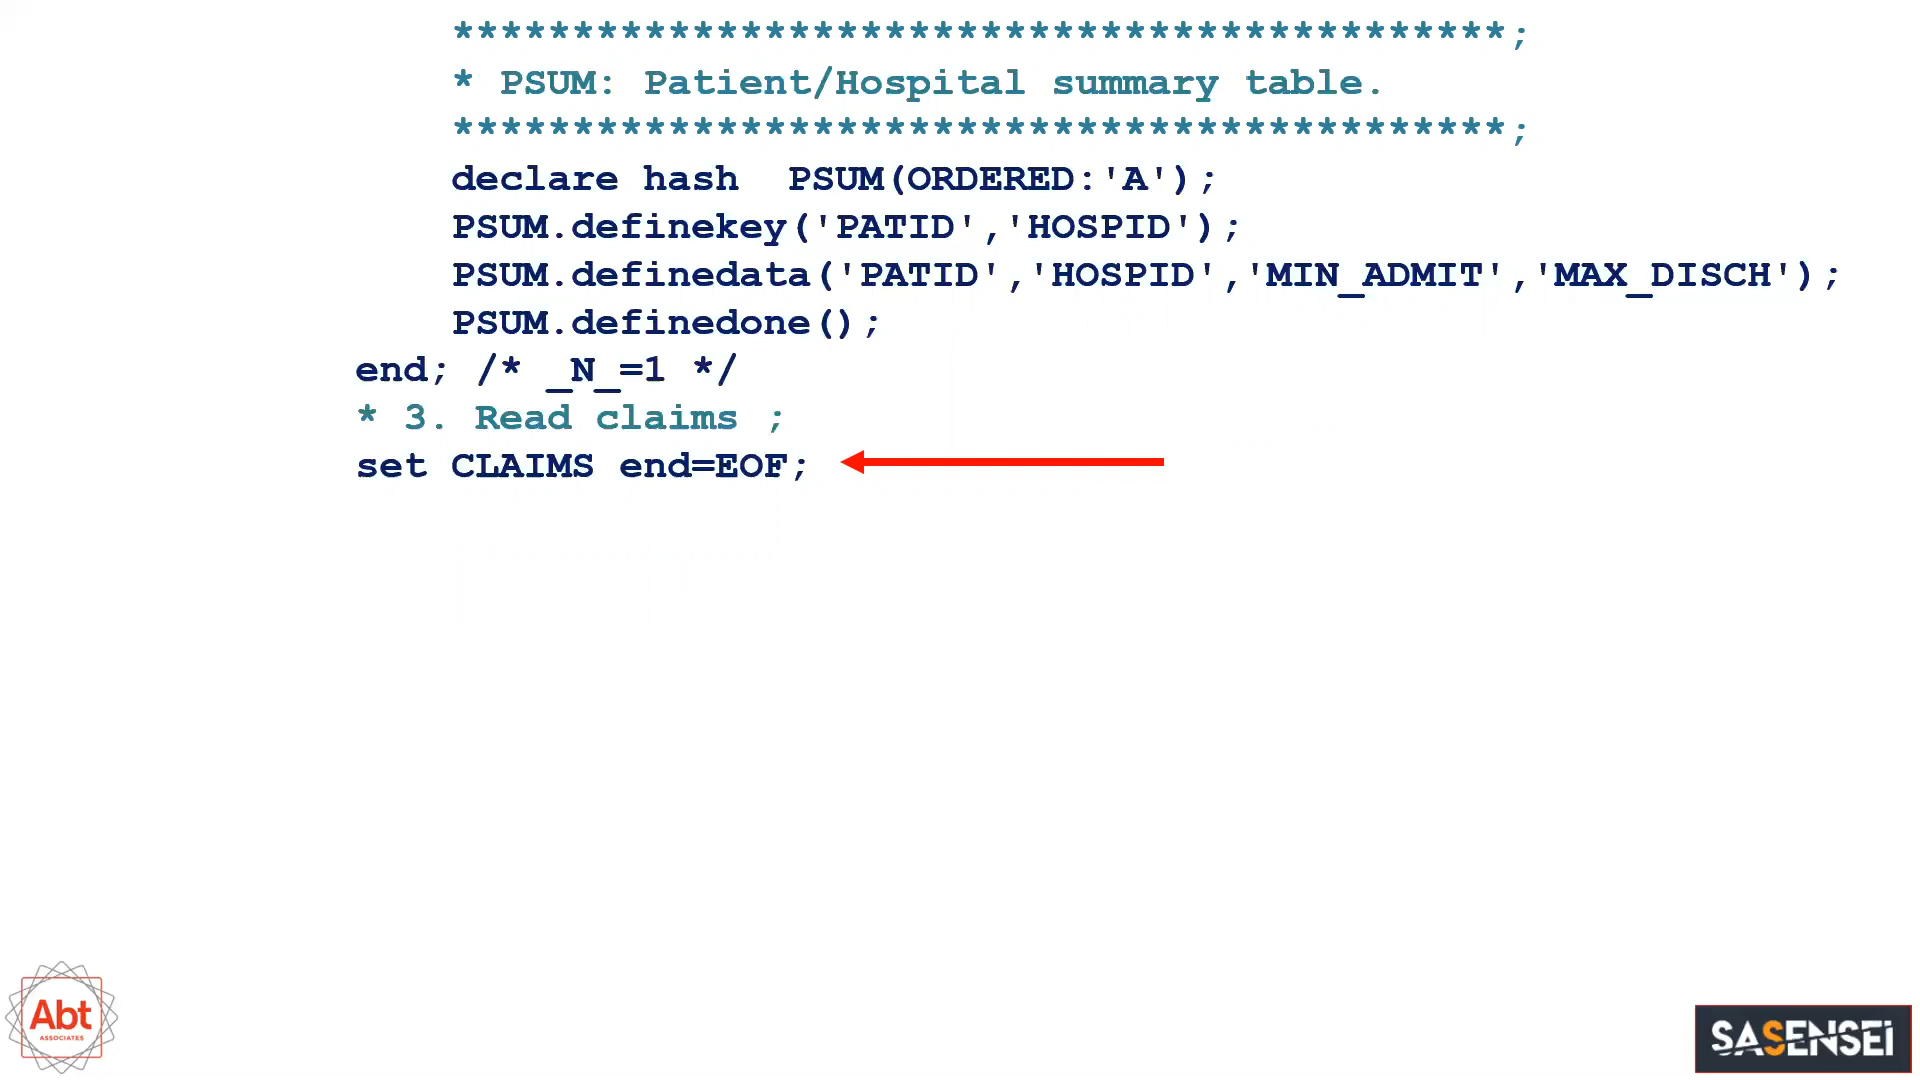 ********************************************;
* PSUM: Patient/Hospital summary table.
********************************************;
declare hash  PSUM(ORDERED:'A');
PSUM.definekey('PATID','HOSPID');
PSUM.definedata('PATID','HOSPID','MIN_ADMIT','MAX_DISCH');
PSUM.definedone();
end; /* _N_=1 */
* 3. Read claims ;
set CLAIMS end=EOF;
Abt
ASSOCIATES
SASENSEI